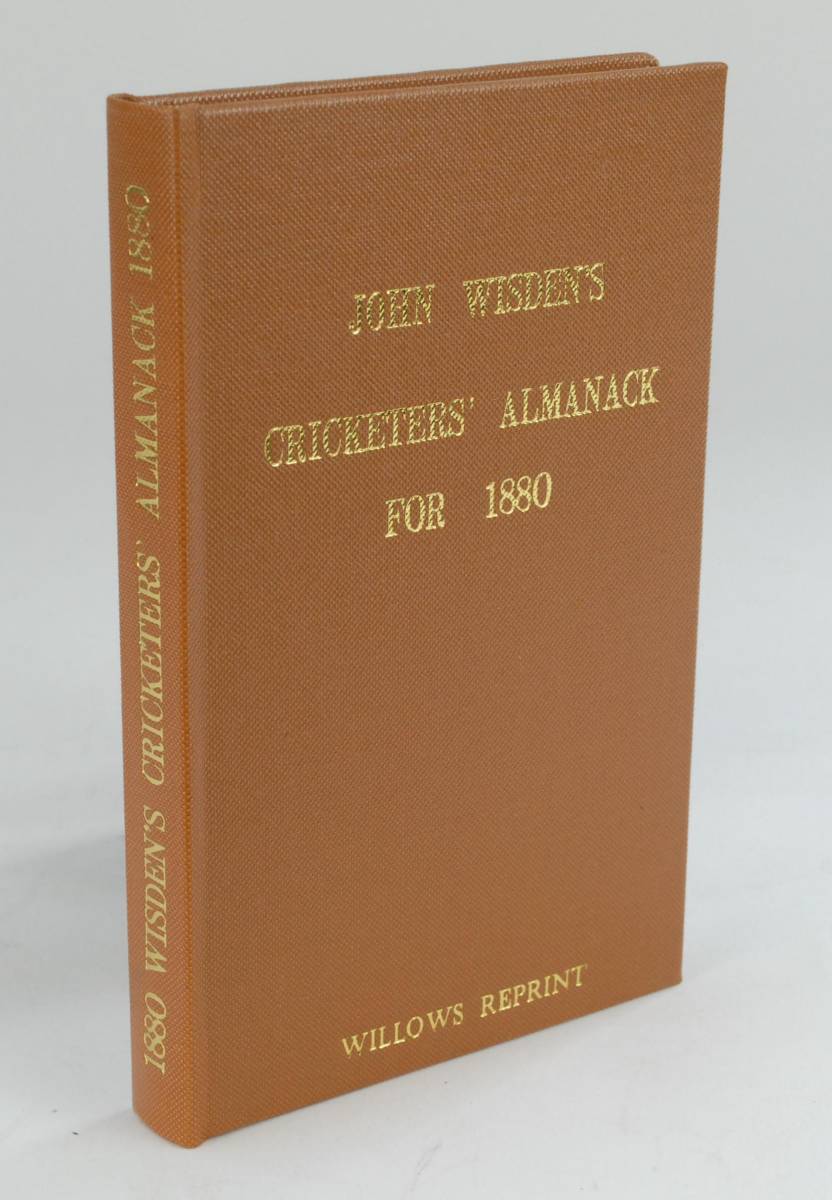 1880 WISDEN'S CRICKETERS' ALMANACK 1880
JOHN WISDEN'S
CRICKETERS' ALMANACK
FOR 1880
WILLOWS REPRINT